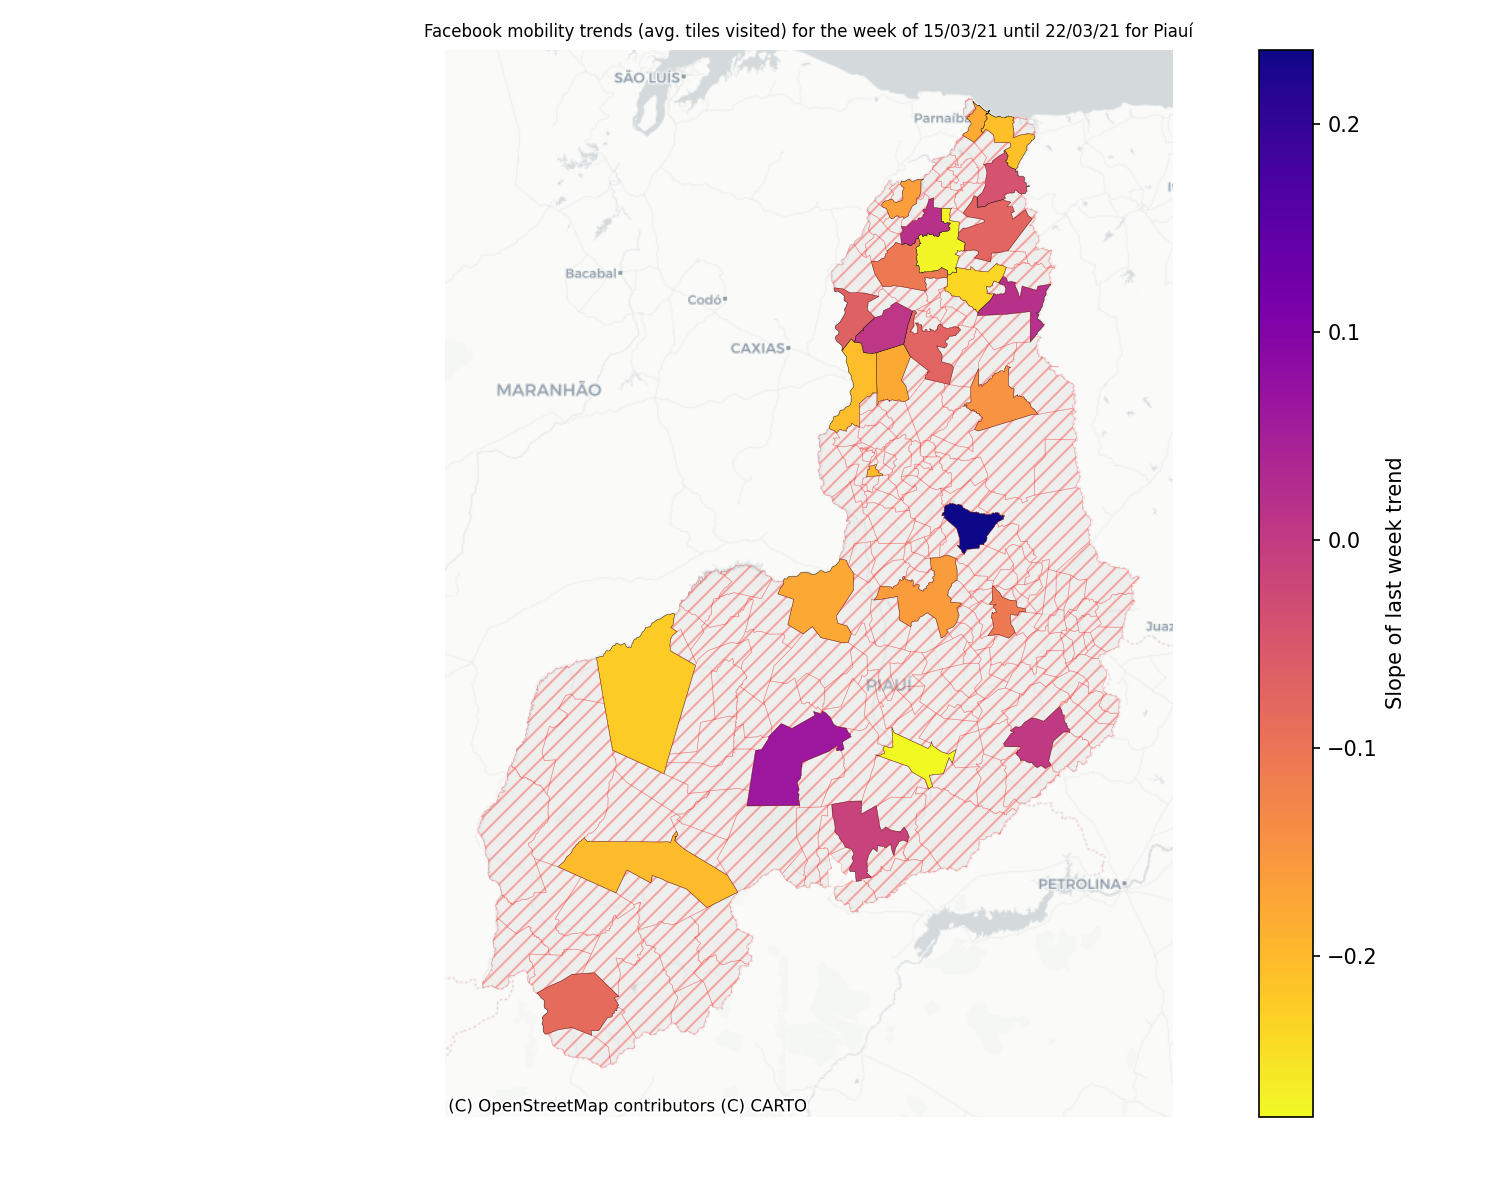 Facebook mobility trends (avg. tiles visited) for the week of 15/03/21 until 22/03/21 for Piauí
SÃO LUÍS
Parnaíba
Bacabal
Codó
CAXIAS
MARANHÃO
PIAUÍ
PETROLINA
(C) OpenStreetMap contributors (C) CARTO
0.2
0.1
0.0
−0.1
−0.2
Slope of last week trend